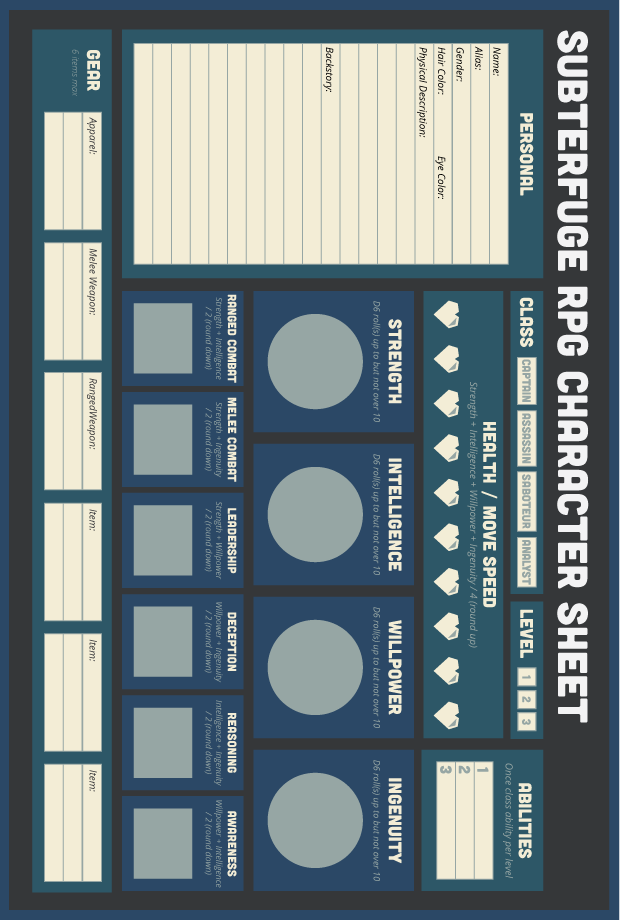 SUBTERFUGE RPG CHARACTER SHEET
PERSONAL
Name:
Alias:
Gender:
Hair Color: Eye Color:
Physical Description:
Backstory:
CLASS
CAPTAIN
ASSASSIN
SABOTEUR
ANALYST
LEVEL
1
2
3
HEALTH / MOVE SPEED
Strength + Intelligence + Willpower + Ingenuity / 4 (round up)
ABILITIES
Once class ability per level
1
2
3
STRENGTH
D6 roll(s) up to but not over 10
INTELLIGENCE
D6 roll(s) up to but not over 10
WILLPOWER
D6 roll(s) up to but not over 10
INGENUITY
D6 roll(s) up to but not over 10
RANGED COMBAT
Strength + Intelligence
/ 2 (round down)
MELEE COMBAT
Strength + Ingenuity
/ 2 (round down)
LEADERSHIP
Strength + Willpower
/ 2 (round down)
DECEPTION
Willpower + Ingenuity
/ 2 (round down)
REASONING
Intelligence + Ingenuity
/ 2 (round down)
AWARENESS
Willpower + Intelligence
/ 2 (round down)
GEAR
6 items max
Apparel:
Melee Weapon:
RangedWeapon:
Item:
Item:
Item: